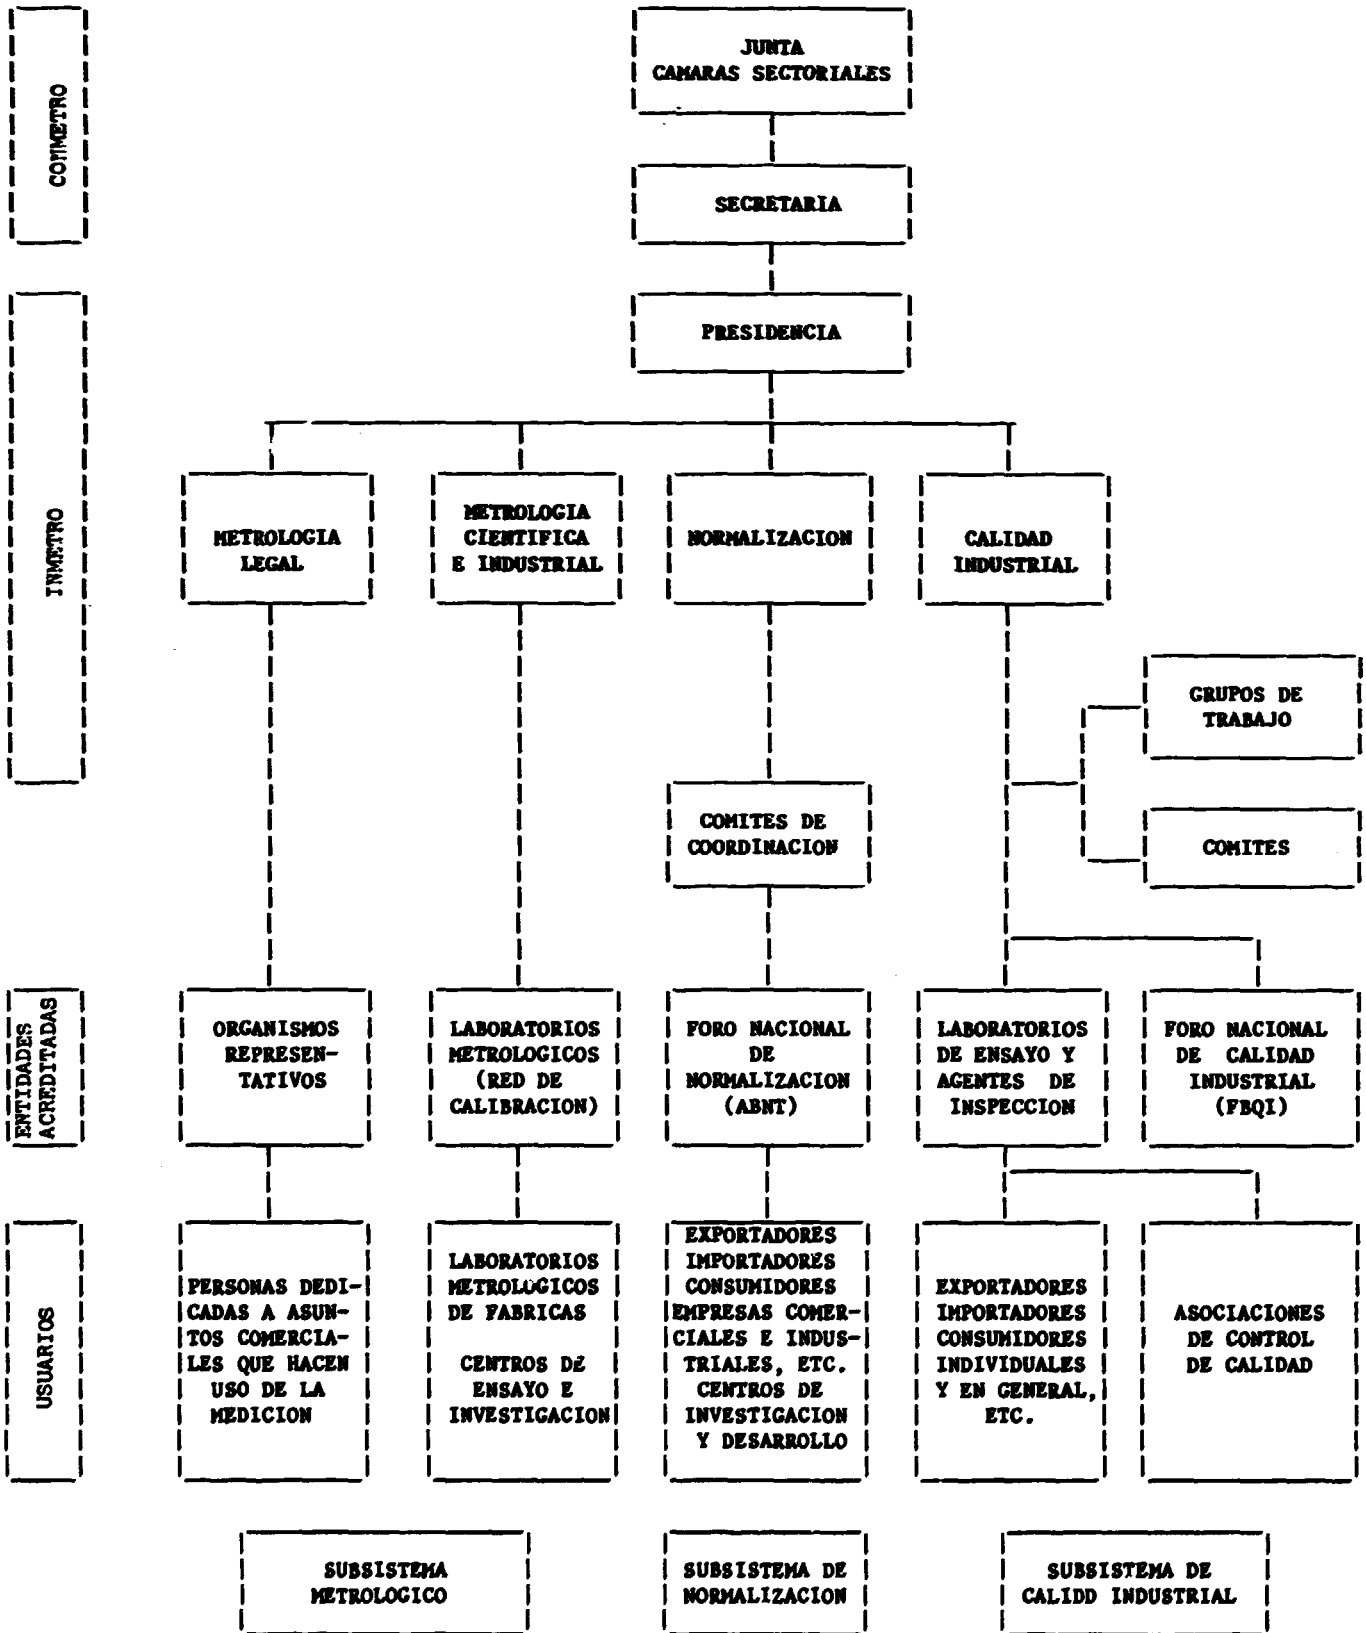 COMMETRO
JUNTA
CAMARAS SECTORIALES
SECRETARIA
INMETRO
PRESIDENCIA
METROLOGIA
LEGAL
METROLOGIA
CIENTIFICA
E INDUSTRIAL
NORMALIZACION
CALIDAD
INDUSTRIAL
GRUPOS DE
TRABAJO
COMITES DE
COORDINACION
COMITES
ENTIDADES
ACREDITADAS
ORGANISMOS
REPRESEN-
TATIVOS
LABORATORIOS
METROLOGICOS
(RED DE
CALIBRACION)
FORO NACIONAL
DE
NORMALIZACION
(ABNT)
LABORATORIOS
DE ENSAYO Y
AGENTES DE
INSPECCION
FORO NACIONAL
DE CALIDAD
INDUSTRIAL
(FBQI)
USUARIOS
PERSONAS DEDI-
CADAS A ASUN-
TOS COMERCIA-
LES QUE HACEN
USO DE LA
MEDICION
LABORATORIOS
METROLOGICOS
DE FABRICAS
CENTROS DE
ENSAYO E
INVESTIGACION
EXPORTADORES
IMPORTADORES
CONSUMIDORES
EMPRESAS COMER-
CIALES E INDUS-
TRIALES, ETC.
CENTROS DE
INVESTIGACION
Y DESARROLLO
EXPORTADORES
IMPORTADORES
CONSUMIDORES
INDIVIDUALES
Y EN GENERAL,
ETC.
ASOCIACIONES
DE CONTROL
DE CALIDAD
SUBSISTEMA
METROLOGICO
SUBSISTEMA DE
NORMALIZACION
SUBSISTEMA DE
CALIDD INDUSTRIAL